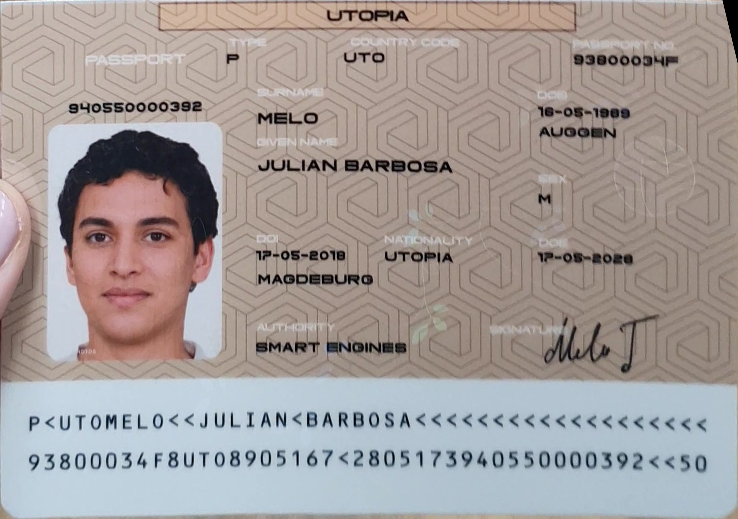 UTOPIA
PASSPORT
TYPE
P
COUNTRY CODE
UTO
PASSPORT NO.
93800034F
940550000392
SURNAME
MELO
DOB
16-05-1989
AUGGEN
GIVEN NAME
JULIAN BARBOSA
SEX
M
DOI
17-05-2018
MAGDEBURG
NATIONALITY
UTOPIA
DOE
17-05-2028
AUTHORITY
SMART ENGINES
SIGNATURE
Melo J
P<UTOMELO<<JULIAN<BARBOSA<<<<<<<<<<<<<<<<<<<
93800034F8UTO8905167<2805173940550000392<<50